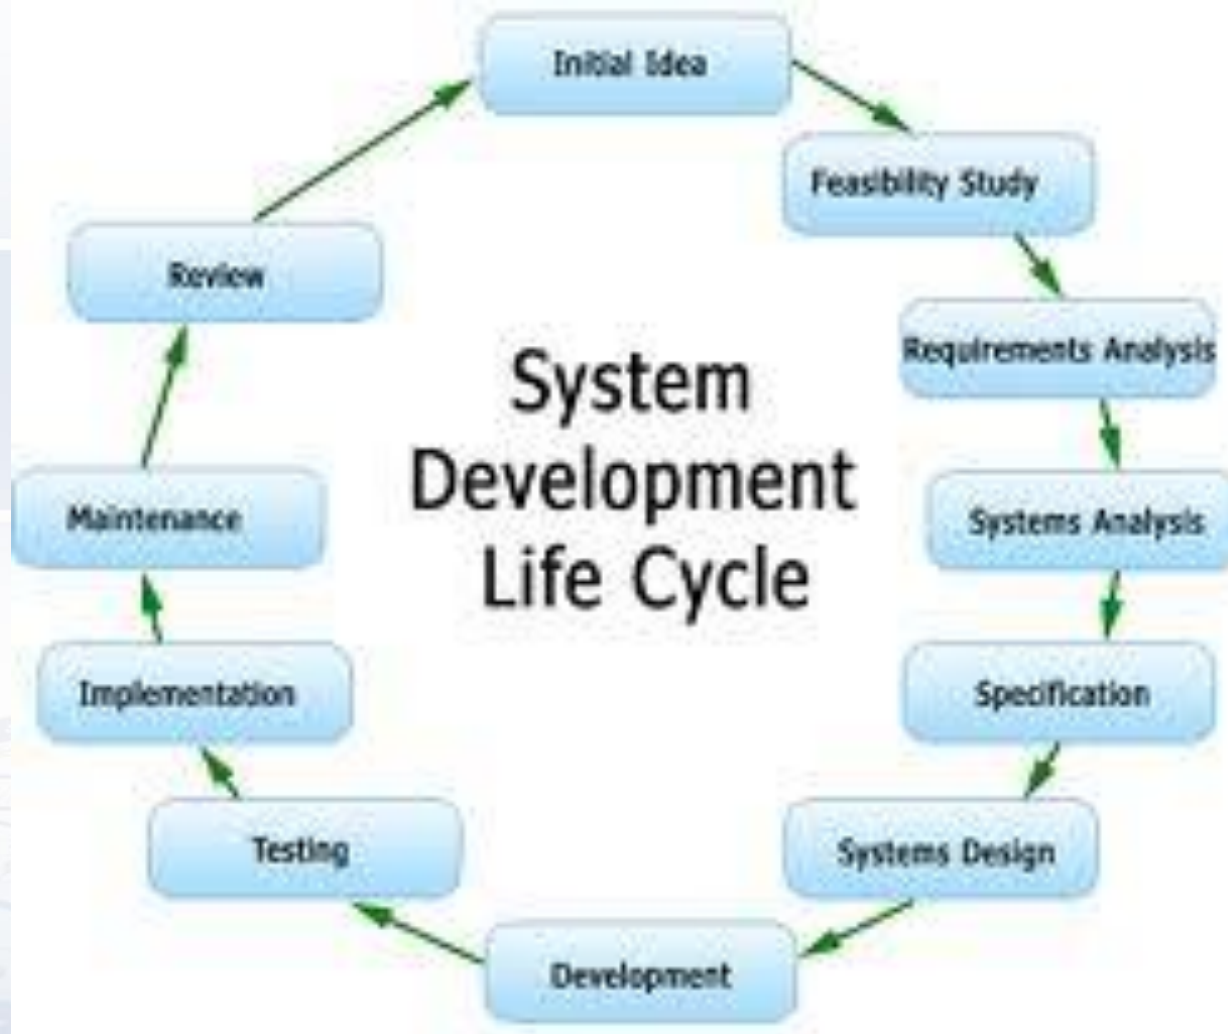 System
Development
Life Cycle
Initial Idea
Feasibility Study
Requirements Analysis
Systems Analysis
Specification
Systems Design
Development
Testing
Implementation
Maintenance
Review